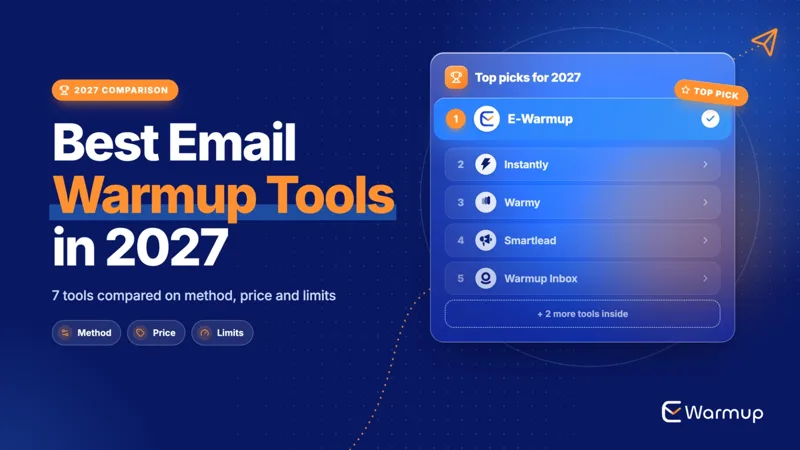 2027 COMPARISON
Best Email
Warmup Tools
in 2027
7 tools compared on method, price and limits
Method
Price
Limits
Top picks for 2027
TOP PICK
1 E-Warmup
2 Instantly
3 Warmy
4 Smartlead
5 Warmup Inbox
+ 2 more tools inside
Warmup